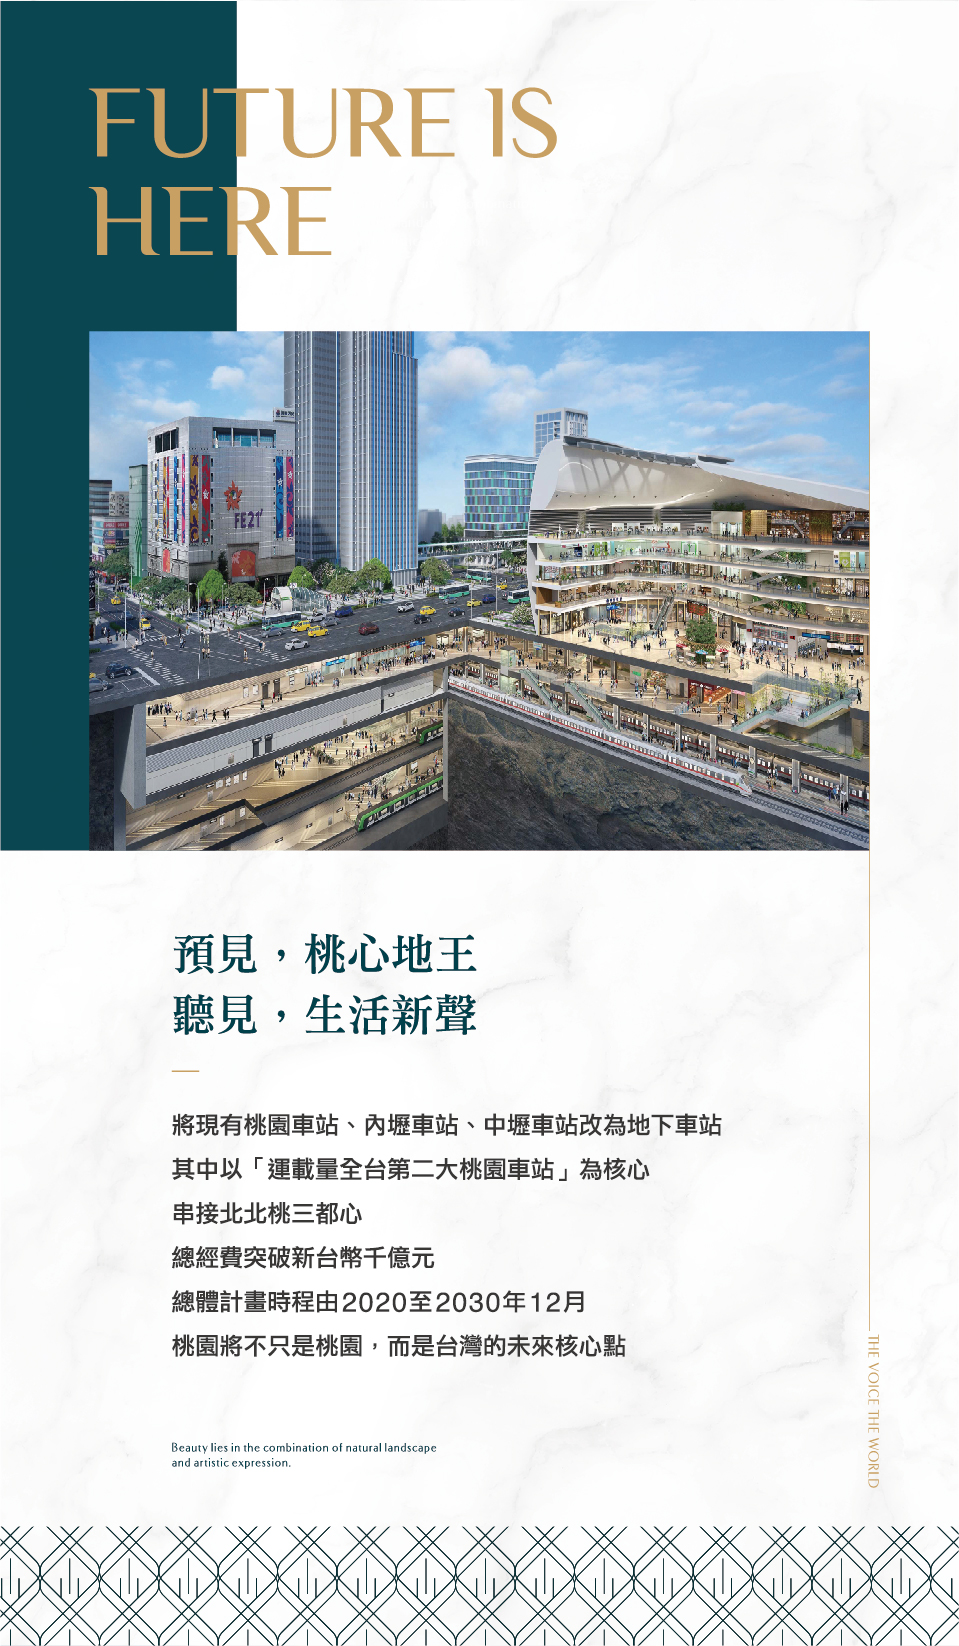 FUTURE IS
HERE
FE21'
預見，桃心地王
聽見，生活新聲
將現有桃園車站、內壢車站、中壢車站改為地下車站
其中以「運載量全台第二大桃園車站」為核心
串接北北桃三都心
總經費突破新台幣千億元
總體計畫時程由2020至2030年12月
桃園將不只是桃園，而是台灣的未來核心點
THE VOICE THE WORLD
Beauty lies in the combination of natural landscape
and artistic expression.